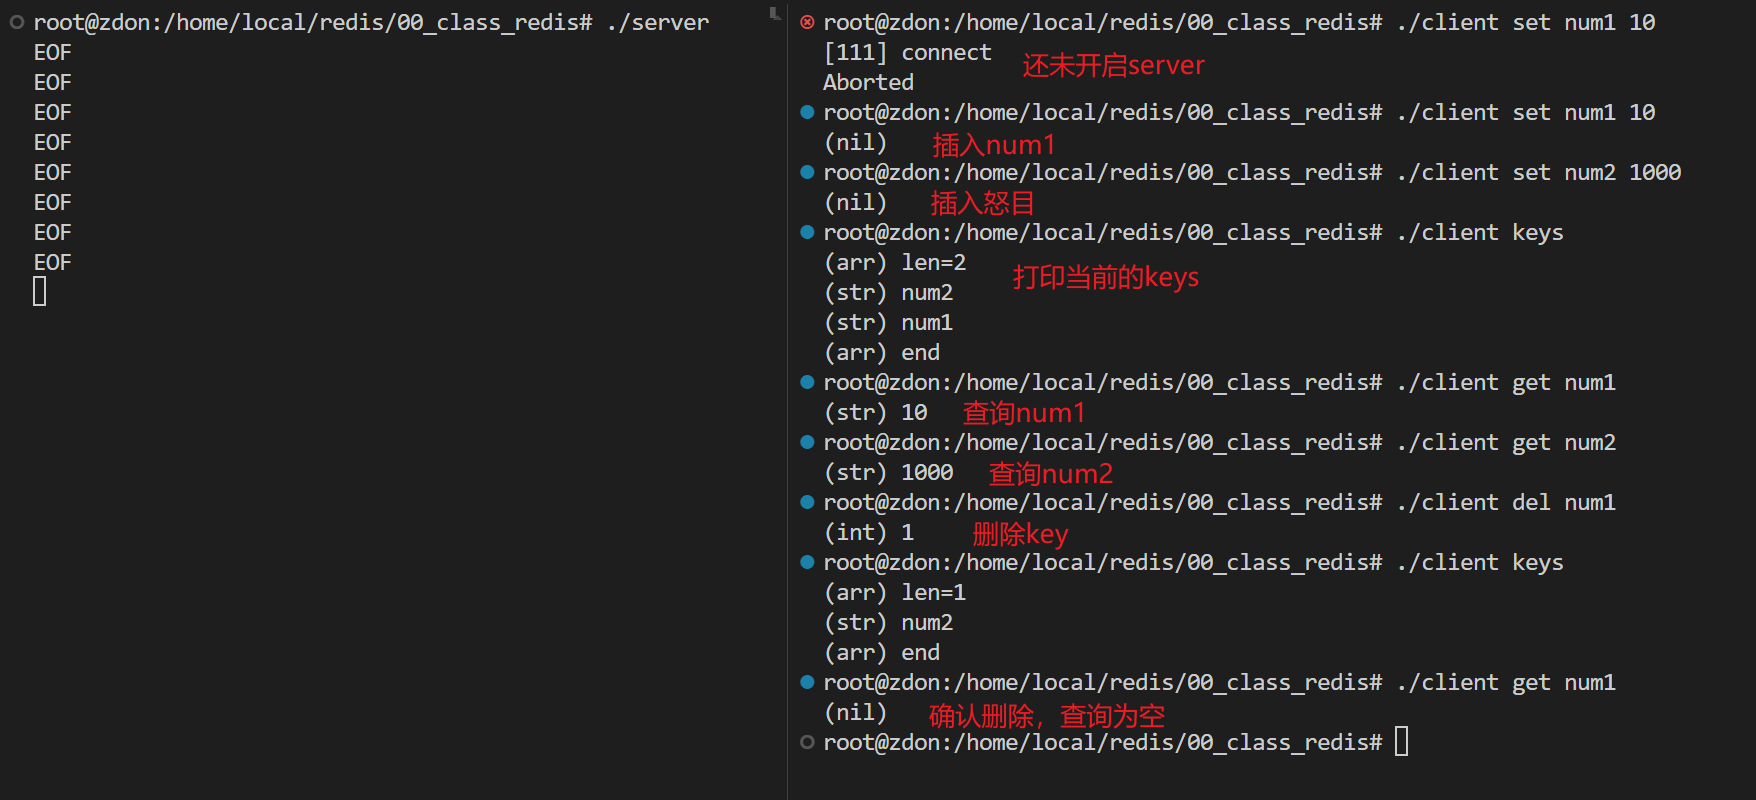 root@zdon:/home/local/redis/00_class_redis# ./server
EOF
EOF
EOF
EOF
EOF
EOF
EOF
EOF
root@zdon:/home/local/redis/00_class_redis# ./client set num1 10
[111] connect
还未开启server
Aborted
root@zdon:/home/local/redis/00_class_redis# ./client set num1 10
(nil) 插入num1
root@zdon:/home/local/redis/00_class_redis# ./client set num2 1000
(nil) 插入怒目
root@zdon:/home/local/redis/00_class_redis# ./client keys
(arr) len=2
打印当前的keys
(str) num2
(str) num1
(arr) end
root@zdon:/home/local/redis/00_class_redis# ./client get num1
(str) 10 查询num1
root@zdon:/home/local/redis/00_class_redis# ./client get num2
(str) 1000 查询num2
root@zdon:/home/local/redis/00_class_redis# ./client del num1
(int) 1 删除key
root@zdon:/home/local/redis/00_class_redis# ./client keys
(arr) len=1
(str) num2
(arr) end
root@zdon:/home/local/redis/00_class_redis# ./client get num1
(nil) 确认删除，查询为空
root@zdon:/home/local/redis/00_class_redis#